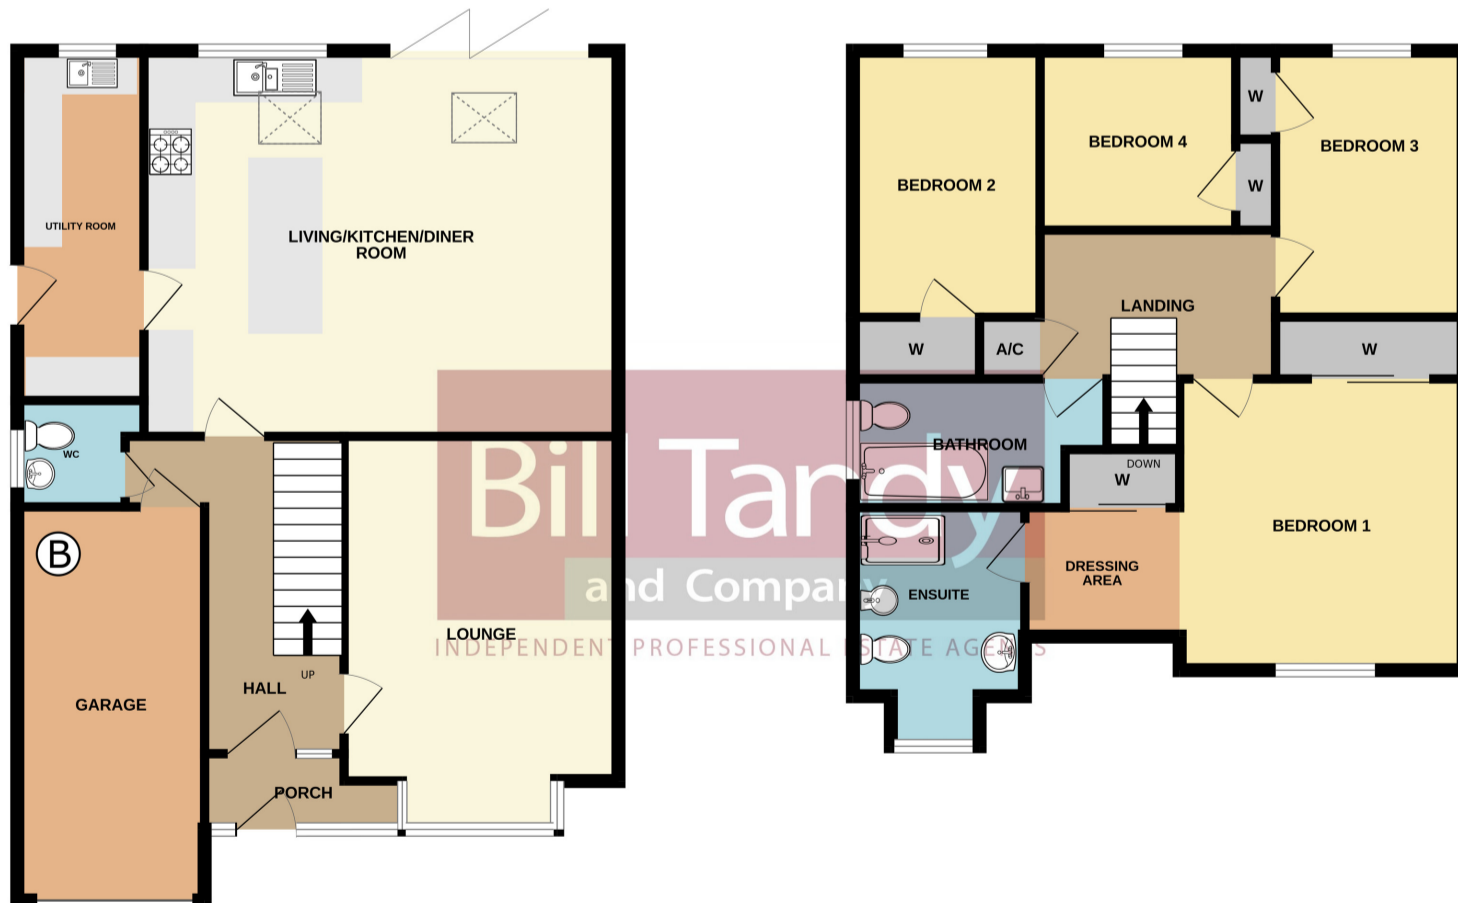 UTILITY ROOM
LIVING/KITCHEN/DINER
ROOM
WC
B
GARAGE
HALL
UP
LOUNGE
PORCH
BEDROOM 2
BEDROOM 4
W
W
BEDROOM 3
LANDING
W
A/C
W
BATHROOM
DOWN
W
BEDROOM 1
DRESSING
AREA
ENSUITE
Bill Tandy
and Company
INDEPENDENT PROFESSIONAL ESTATE AGENTS